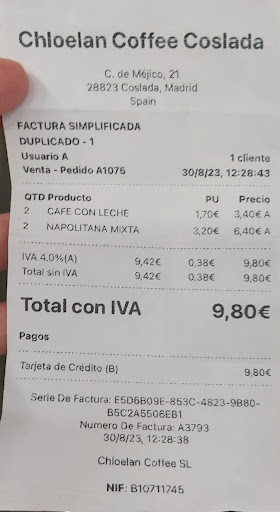 Chloelan Coffee Coslada
C. de Méjico, 21
28823 Coslada, Madrid
Spain
FACTURA SIMPLIFICADA
DUPLICADO - 1
Usuario A 1 cliente
Venta - Pedido A1075 30/8/23, 12:28:43
QTD Producto PU Precio
2 CAFE CON LECHE 1,70€ 3,40€ A
2 NAPOLITANA MIXTA 3,20€ 6,40€ A
IVA 4.0%(A) 9,42€ 0,38€ 9,80€
Total sin IVA 9,42€ 0,38€ 9,80€
Total con IVA 9,80€
Pagos
Tarjeta de Crédito (B) 9,80€
Serie De Factura: E5D6B09E-853C-4823-9B80-
B5C2A5506EB1
Numero De Factura: A3793
30/8/23, 12:28:38
Chloelan Coffee SL
NIF: B10711745